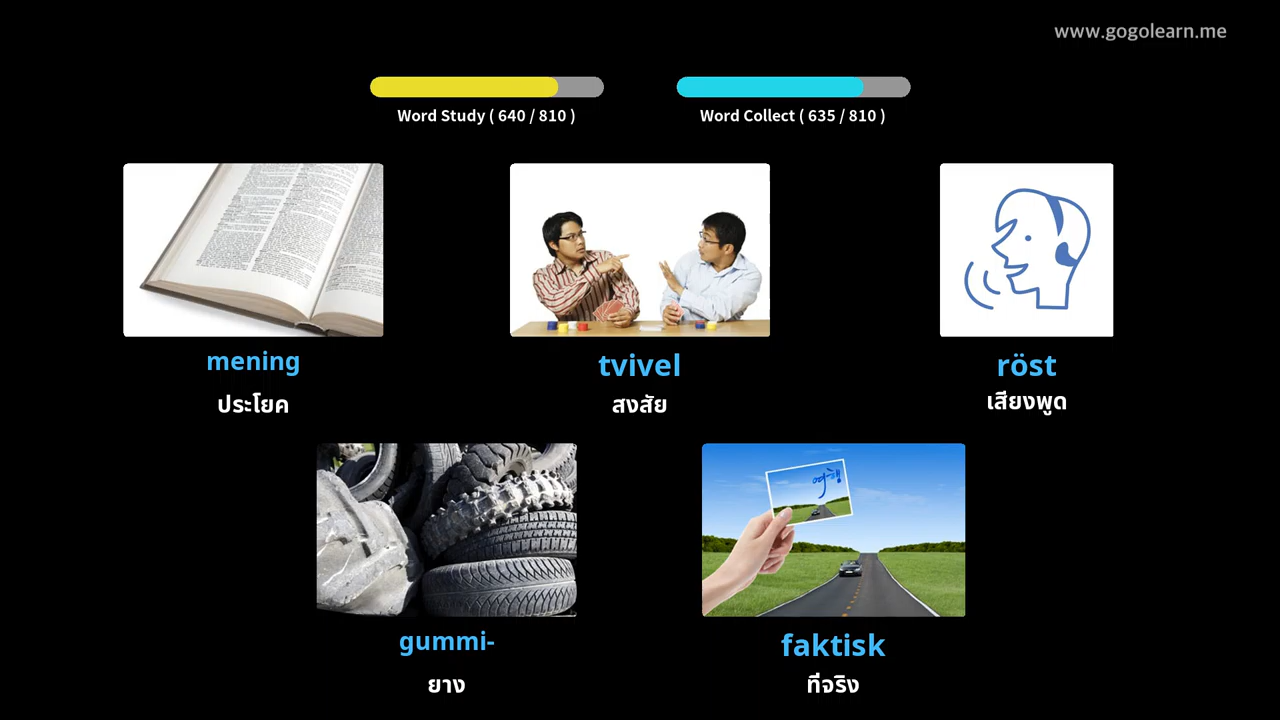 www.gogolearn.me
Word Study ( 640 / 810 )
Word Collect ( 635 / 810 )
mening
ประโยค
tvivel
สงสัย
röst
เสียงพูด
여행
gummi-
ยาง
faktisk
ที่จริง